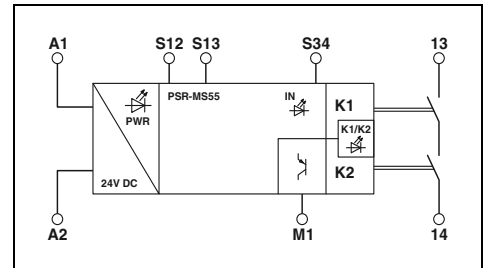 A1 S12 S13 S34 13
PSR-MS55 IN K1
PWR K1/K2
K2
24V DC
A2 M1 14